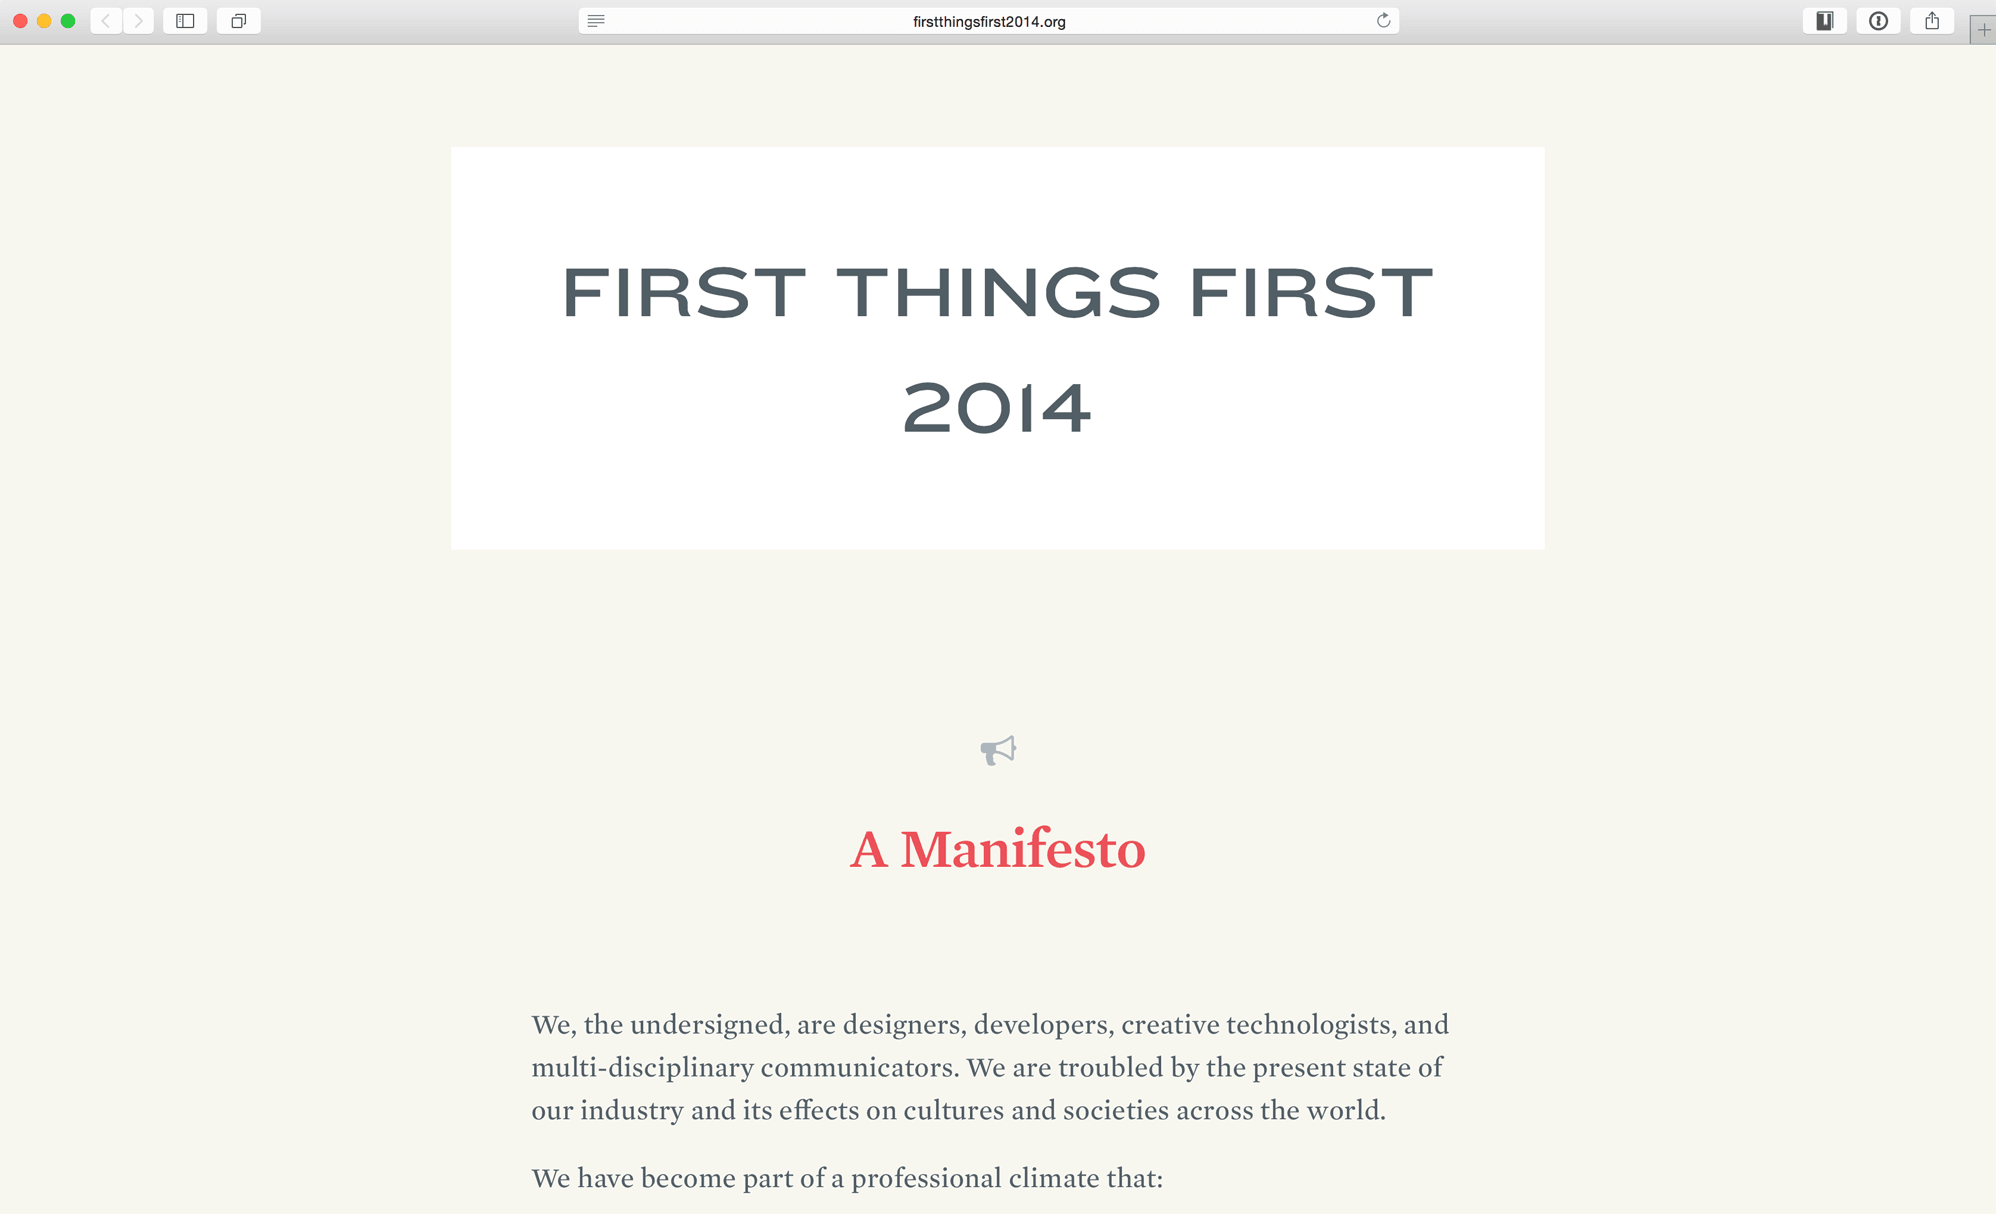 firstthingsfirst2014.org
FIRST THINGS FIRST
2014
A Manifesto
We, the undersigned, are designers, developers, creative technologists, and
multi-disciplinary communicators. We are troubled by the present state of
our industry and its effects on cultures and societies across the world.
We have become part of a professional climate that: